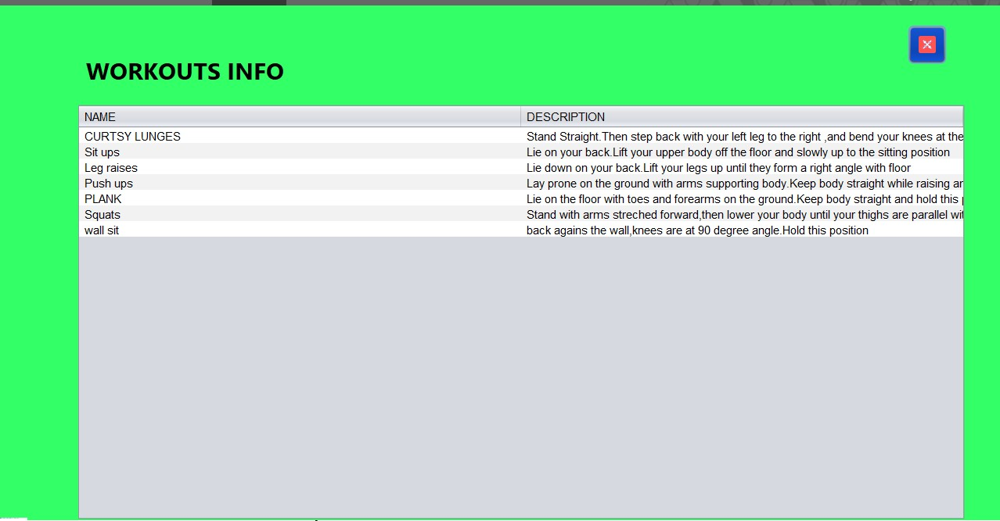 WORKOUTS INFO
NAME DESCRIPTION
CURTSY LUNGES Stand Straight.Then step back with your left leg to the right ,and bend your knees at the
Sit ups Lie on your back.Lift your upper body off the floor and slowly up to the sitting position
Leg raises Lie down on your back.Lift your legs up until they form a right angle with floor
Push ups Lay prone on the ground with arms supporting body.Keep body straight while raising
PLANK Lie on the floor with toes and forearms on the ground.Keep body straight and hold this
Squats Stand with arms streched forward,then lower your body until your thighs are parallel
wall sit back agains the wall,knees are at 90 degree angle.Hold this position